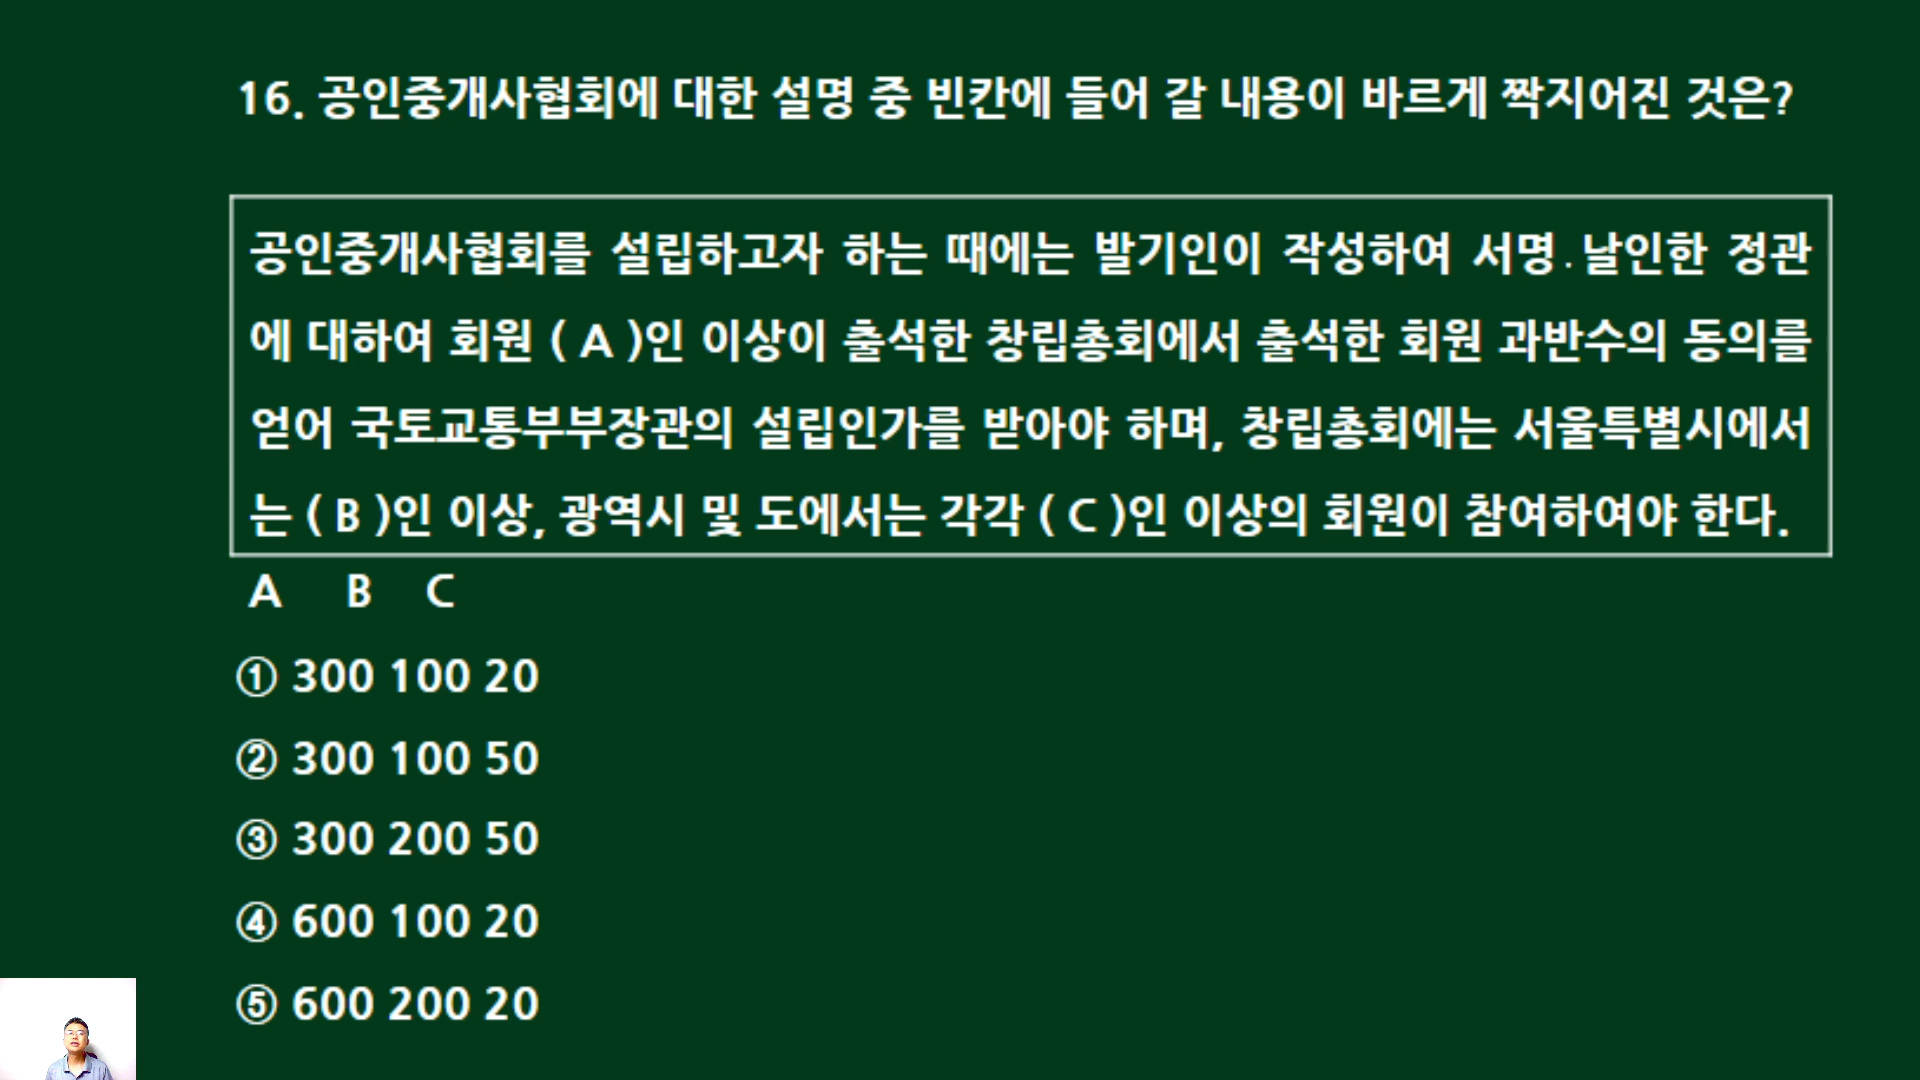 16. 공인중개사협회에 대한 설명 중 빈칸에 들어 갈 내용이 바르게 짝지어진 것은?
공인중개사협회를 설립하고자 하는 때에는 발기인이 작성하여 서명·날인한 정관
에 대하여 회원 ( A )인 이상이 출석한 창립총회에서 출석한 회원 과반수의 동의를
얻어 국토교통부부장관의 설립인가를 받아야 하며, 창립총회에는 서울특별시에서
는 ( B )인 이상, 광역시 및 도에서는 각각 ( C )인 이상의 회원이 참여하여야 한다.
A B C
① 300 100 20
② 300 100 50
③ 300 200 50
④ 600 100 20
⑤ 600 200 20